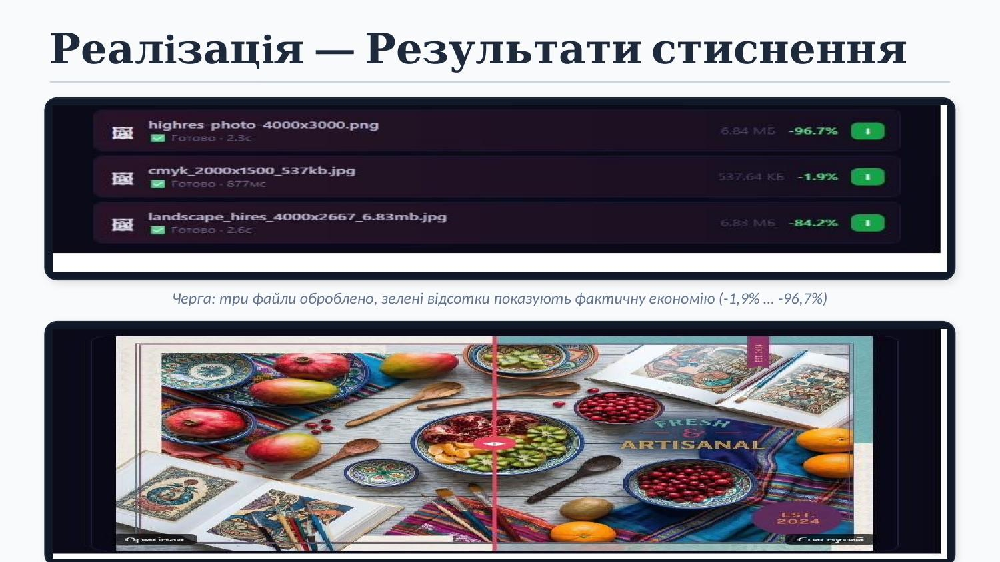 Реалізація — Результати стиснення
highres-photo-4000x3000.png
6.84 МБ -96.7%
Готово · 2.3с
cmyk_2000x1500_537kb.jpg
537.64 КБ -1.9%
Готово · 877мс
landscape_hires_4000x2667_6.83mb.jpg
6.83 МБ -84.2%
Готово · 2.6с
Черга: три файли оброблено, зелені відсотки показують фактичну економію (-1,9% … -96,7%)
EST. 2024
FRESH
&
ARTISANAL
EST.
2024
Оригінал
Стиснутий